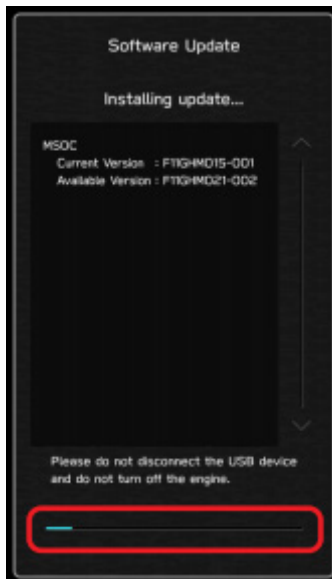 Software Update
Installing update...
MSOC
Current Version : F11GHMD15-001
Available Version : F11GHMD21-002
Please do not disconnect the USB device
and do not turn off the engine.